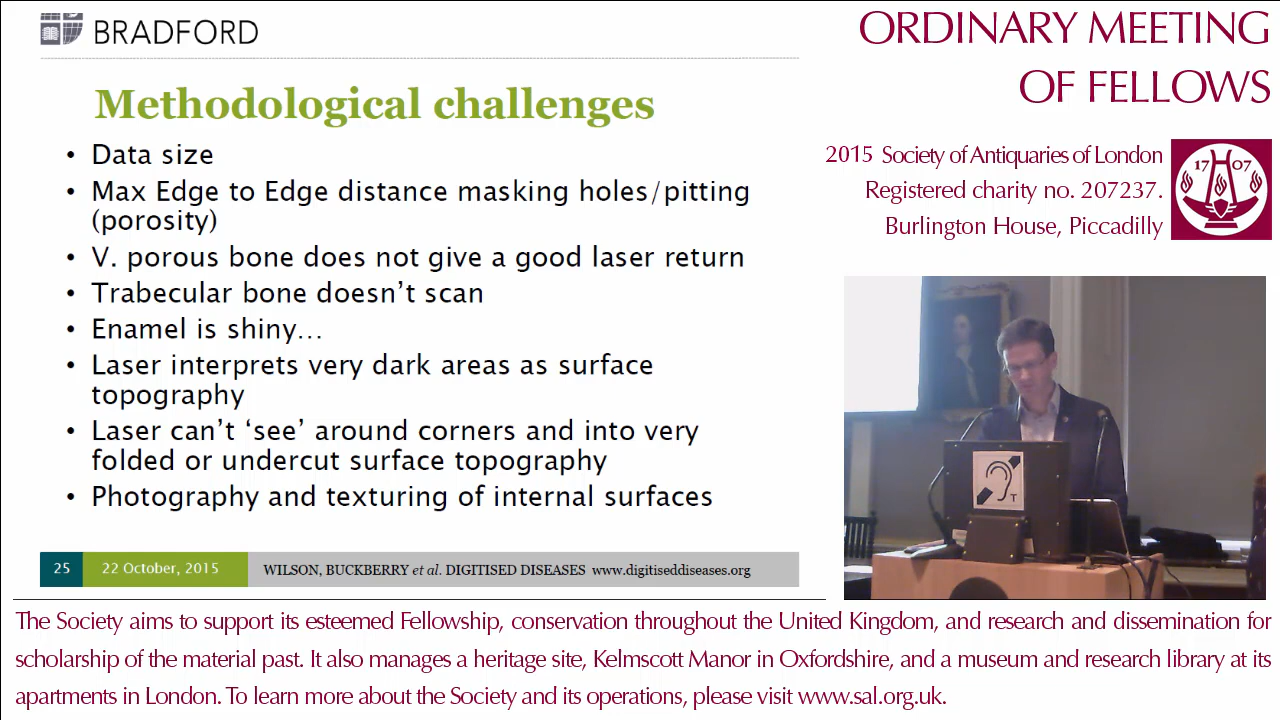 BRADFORD
Methodological challenges
• Data size
• Max Edge to Edge distance masking holes/pitting
(porosity)
• V. porous bone does not give a good laser return
• Trabecular bone doesn't scan
• Enamel is shiny...
• Laser interprets very dark areas as surface
topography
• Laser can't 'see' around corners and into very
folded or undercut surface topography
• Photography and texturing of internal surfaces
25 22 October, 2015 WILSON, BUCKBERRY et al. DIGITISED DISEASES www.digitiseddiseases.org
ORDINARY MEETING
OF FELLOWS
2015 Society of Antiquaries of London
Registered charity no. 207237.
Burlington House, Piccadilly
17 07
T
The Society aims to support its esteemed Fellowship, conservation throughout the United Kingdom, and research and dissemination for
scholarship of the material past. It also manages a heritage site, Kelmscott Manor in Oxfordshire, and a museum and research library at its
apartments in London. To learn more about the Society and its operations, please visit www.sal.org.uk.